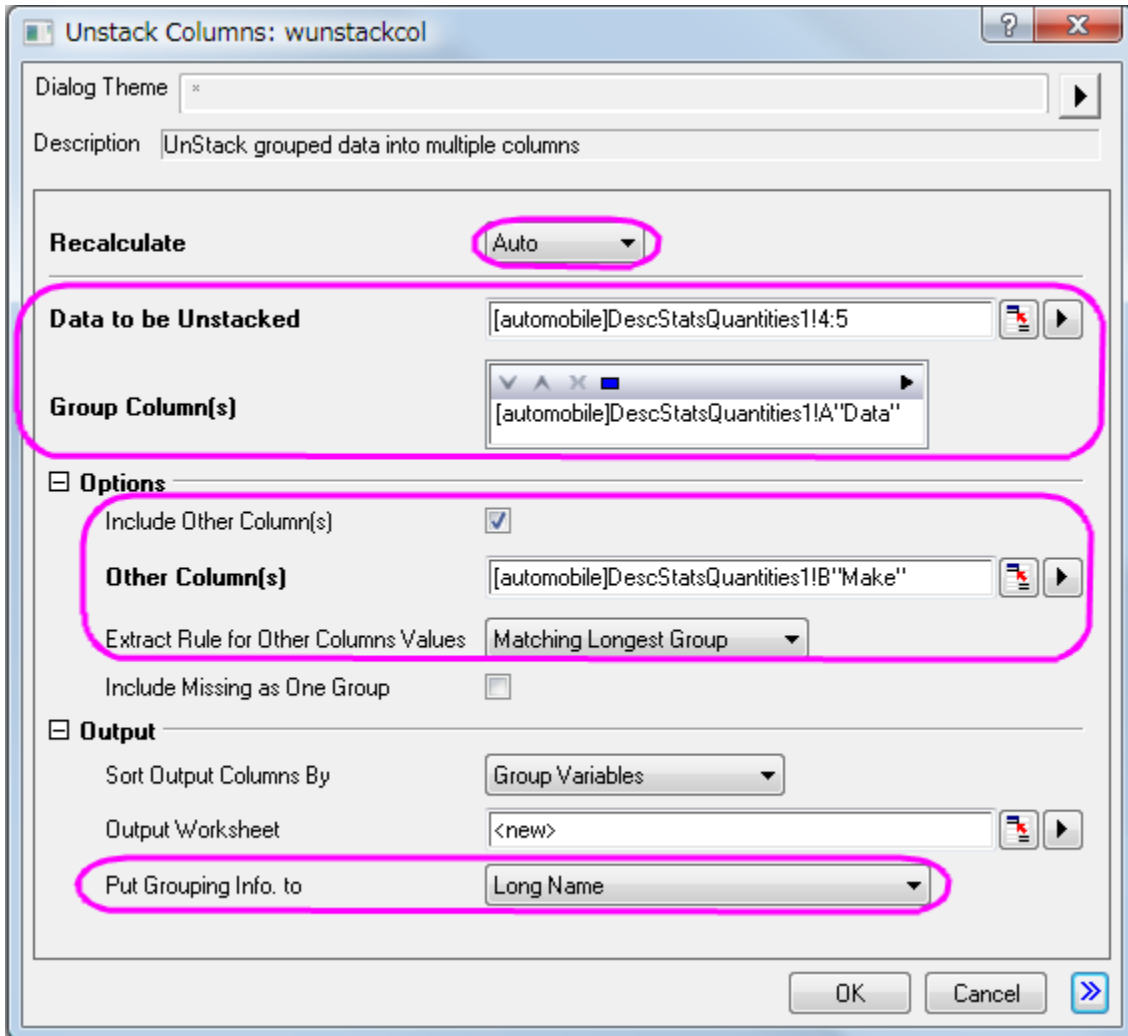 Unstack Columns: wunstackcol
Dialog Theme *
Description UnStack grouped data into multiple columns
Recalculate Auto
Data to be Unstacked [automobile]DescStatsQuantities1!4:5
Group Column(s) [automobile]DescStatsQuantities1!A"Data"
Options
Include Other Column(s)
Other Column(s) [automobile]DescStatsQuantities1!B"Make"
Extract Rule for Other Columns Values Matching Longest Group
Include Missing as One Group
Output
Sort Output Columns By Group Variables
Output Worksheet <new>
Put Grouping Info. to Long Name
OK Cancel